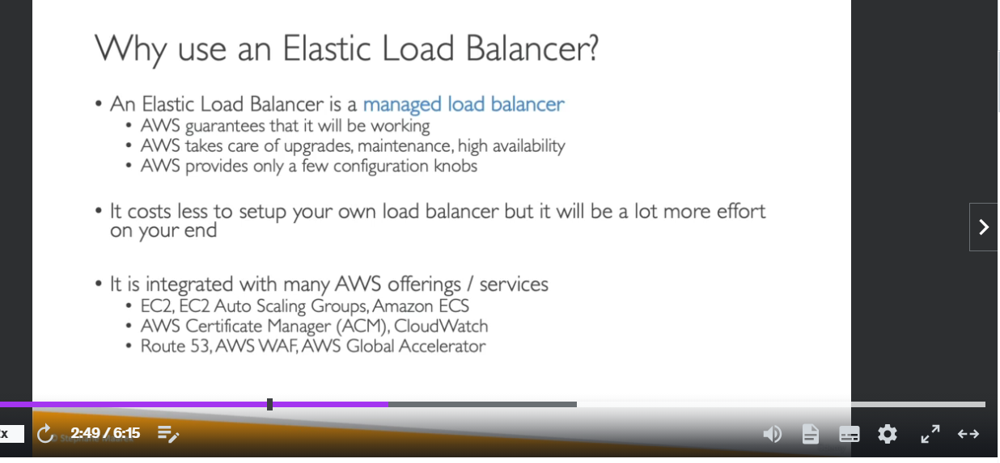 Why use an Elastic Load Balancer?
• An Elastic Load Balancer is a managed load balancer
• AWS guarantees that it will be working
• AWS takes care of upgrades, maintenance, high availability
• AWS provides only a few configuration knobs
• It costs less to setup your own load balancer but it will be a lot more effort
on your end
• It is integrated with many AWS offerings / services
• EC2, EC2 Auto Scaling Groups, Amazon ECS
• AWS Certificate Manager (ACM), CloudWatch
• Route 53, AWS WAF, AWS Global Accelerator
x
2:49 / 6:15